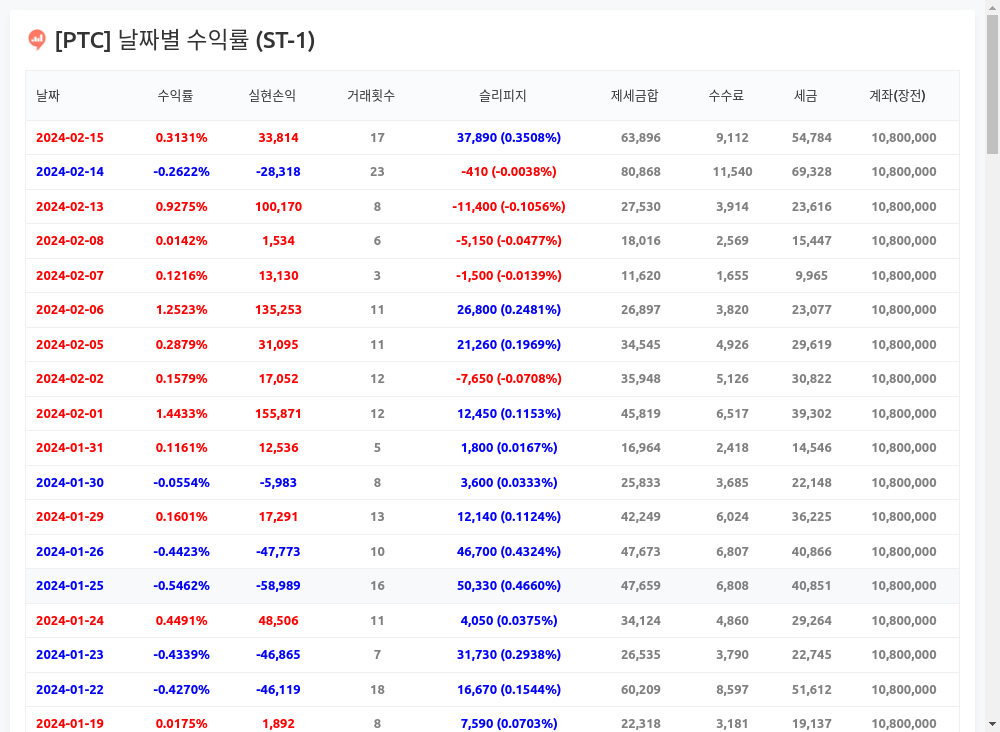 [PTC] 날짜별 수익률 (ST-1)
날짜 수익률 실현손익 거래횟수 슬리피지 제세금합 수수료 세금 계좌(장전)
2024-02-15 0.3131% 33,814 17 37,890 (0.3508%) 63,896 9,112 54,784 10,800,000
2024-02-14 -0.2622% -28,318 23 -410 (-0.0038%) 80,868 11,540 69,328 10,800,000
2024-02-13 0.9275% 100,170 8 -11,400 (-0.1056%) 27,530 3,914 23,616 10,800,000
2024-02-08 0.0142% 1,534 6 -5,150 (-0.0477%) 18,016 2,569 15,447 10,800,000
2024-02-07 0.1216% 13,130 3 -1,500 (-0.0139%) 11,620 1,655 9,965 10,800,000
2024-02-06 1.2523% 135,253 11 26,800 (0.2481%) 26,897 3,820 23,077 10,800,000
2024-02-05 0.2879% 31,095 11 21,260 (0.1969%) 34,545 4,926 29,619 10,800,000
2024-02-02 0.1579% 17,052 12 -7,650 (-0.0708%) 35,948 5,126 30,822 10,800,000
2024-02-01 1.4433% 155,871 12 12,450 (0.1153%) 45,819 6,517 39,302 10,800,000
2024-01-31 0.1161% 12,536 5 1,800 (0.0167%) 16,964 2,418 14,546 10,800,000
2024-01-30 -0.0554% -5,983 8 3,600 (0.0333%) 25,833 3,685 22,148 10,800,000
2024-01-29 0.1601% 17,291 13 12,140 (0.1124%) 42,249 6,024 36,225 10,800,000
2024-01-26 -0.4423% -47,773 10 46,700 (0.4324%) 47,673 6,807 40,866 10,800,000
2024-01-25 -0.5462% -58,989 16 50,330 (0.4660%) 47,659 6,808 40,851 10,800,000
2024-01-24 0.4491% 48,506 11 4,050 (0.0375%) 34,124 4,860 29,264 10,800,000
2024-01-23 -0.4339% -46,865 7 31,730 (0.2938%) 26,535 3,790 22,745 10,800,000
2024-01-22 -0.4270% -46,119 18 16,670 (0.1544%) 60,209 8,597 51,612 10,800,000
2024-01-19 0.0175% 1,892 8 7,590 (0.0703%) 22,318 3,181 19,137 10,800,000